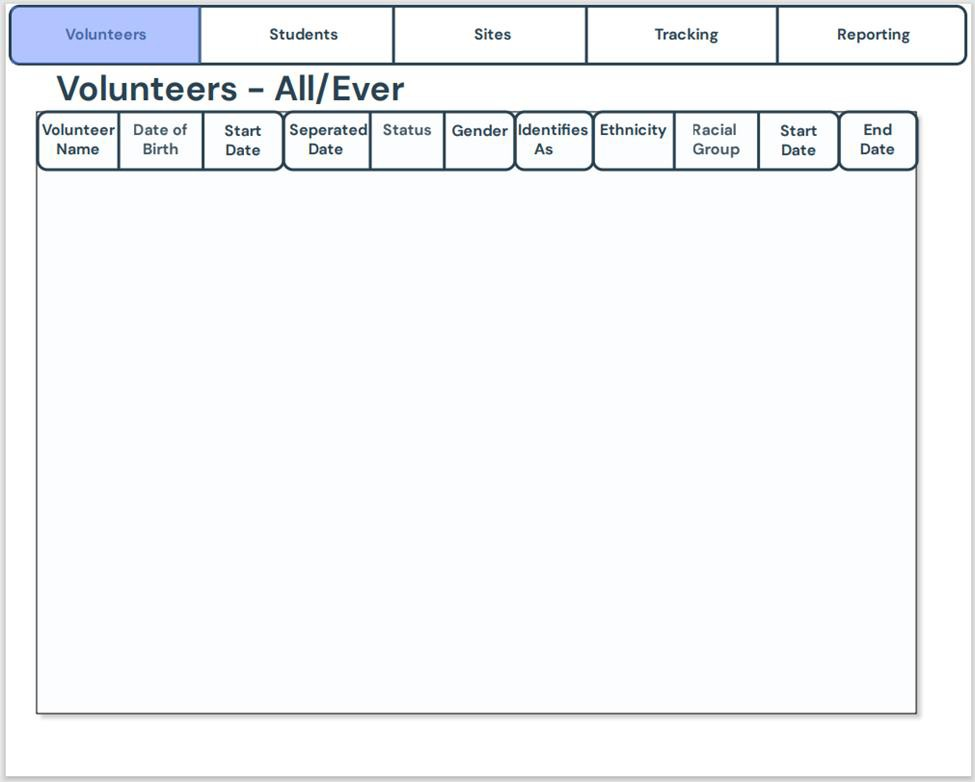 Volunteers Students Sites Tracking Reporting
Volunteers – All/Ever
Volunteer Date of Start Seperated Status Gender Identifies Ethnicity Racial Start End
Name Birth Date Date As Group Date Date